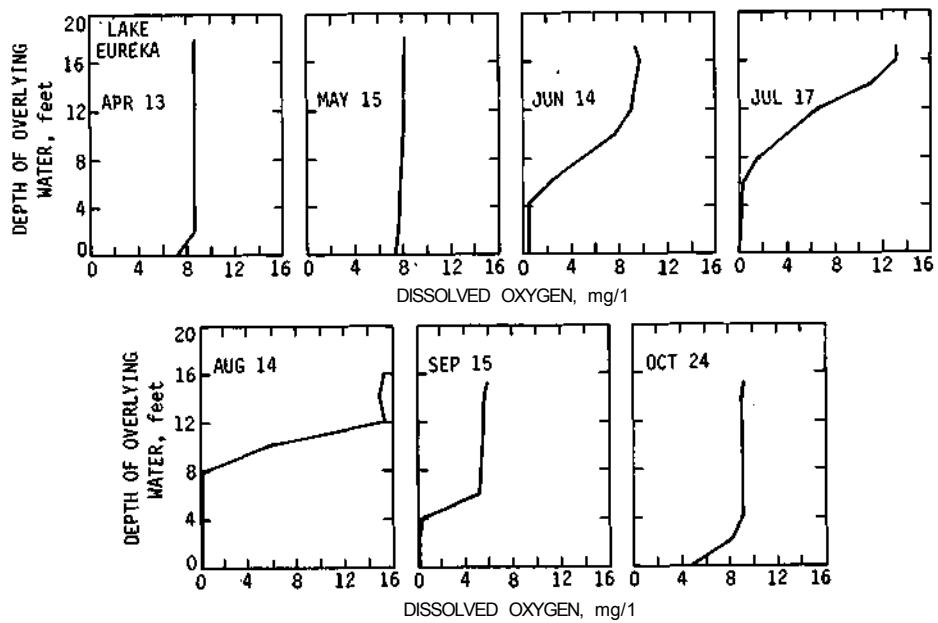 DEPTH OF OVERLYING
WATER, feet
20
16
12
8
4
0
LAKE
EUREKA
APR 13
0 4 8 12 16
MAY 15
0 4 8 12 16
JUN 14
0 4 8 12 16
JUL 17
0 4 8 12 16
DISSOLVED OXYGEN, mg/1
DEPTH OF OVERLYING
WATER, feet
20
16
12
8
4
0
AUG 14
0 4 8 12 16
SEP 15
0 4 8 12 16
OCT 24
0 4 8 12 16
DISSOLVED OXYGEN, mg/1